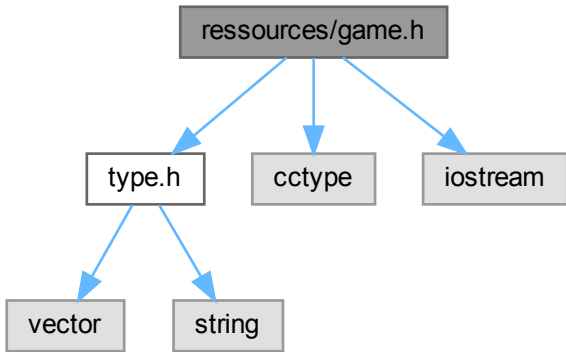 ressources/game.h
type.h
cctype
iostream
vector
string